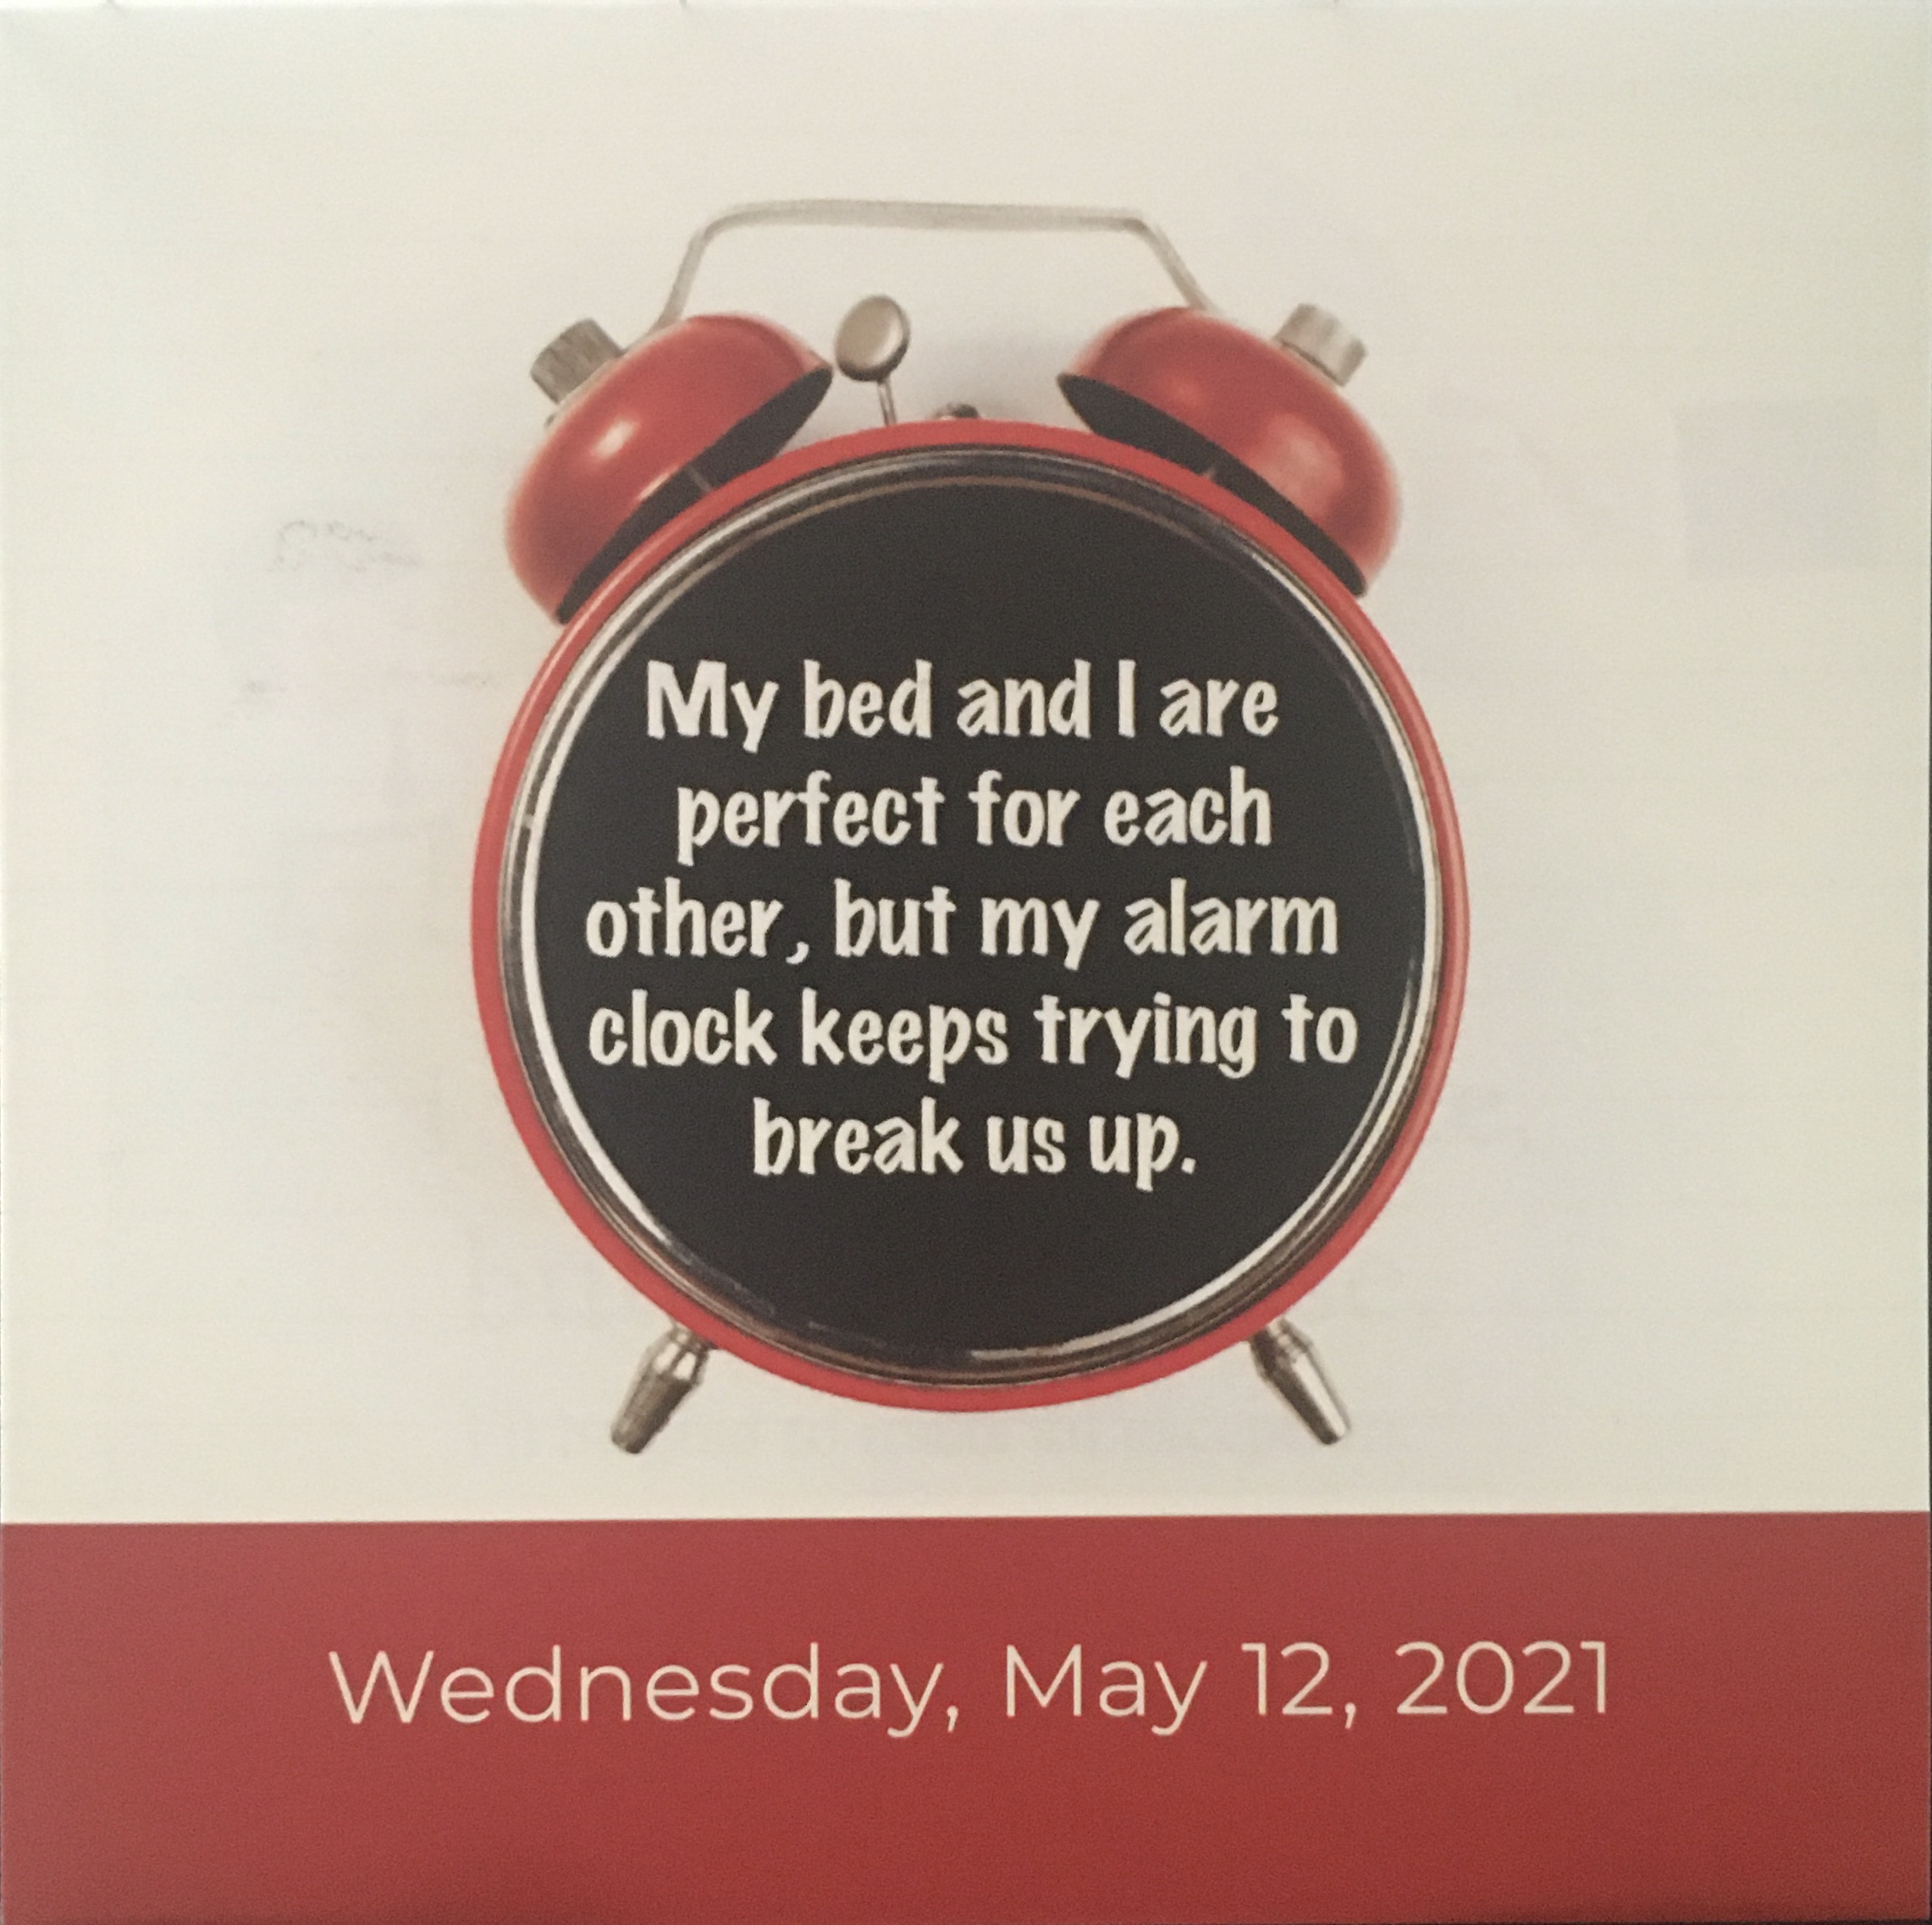 My bed and I are
perfect for each
other, but my alarm
clock keeps trying to
break us up.
Wednesday, May 12, 2021